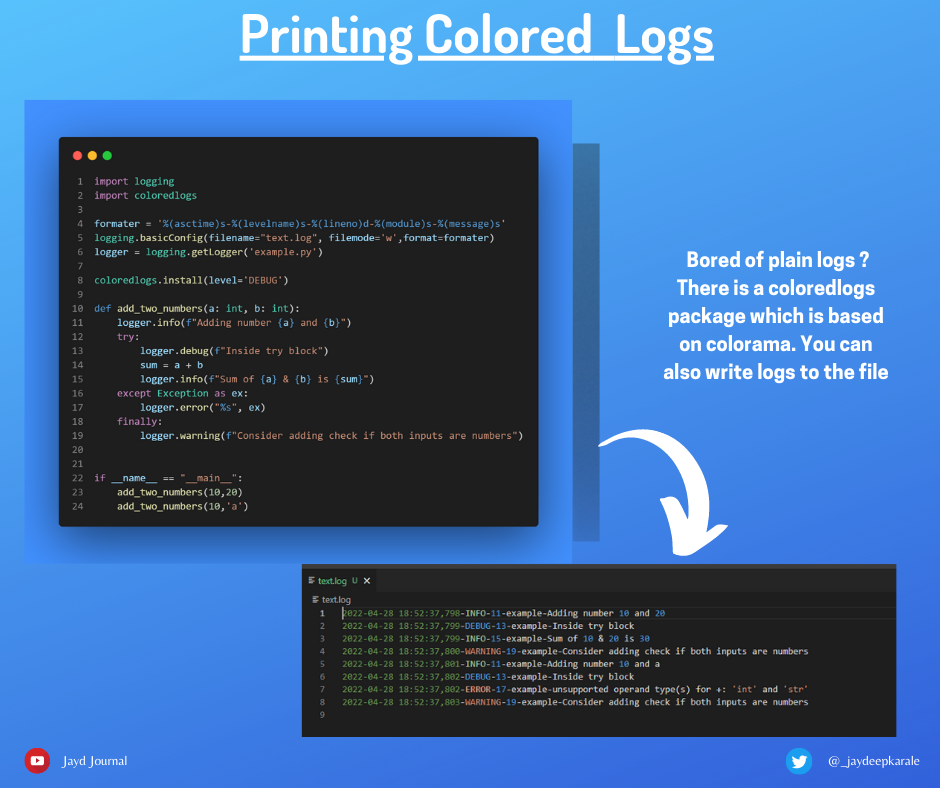 Printing Colored Logs
1 import logging
2 import coloredlogs
3
4 formater = '%(asctime)s-%(levelname)s-%(lineno)d-%(module)s-%(message)s'
5 logging.basicConfig(filename="text.log", filemode='w',format=formater)
6 logger = logging.getLogger('example.py')
7
8 coloredlogs.install(level='DEBUG')
9
10 def add_two_numbers(a: int, b: int):
11     logger.info(f"Adding number {a} and {b}")
12     try:
13         logger.debug(f"Inside try block")
14         sum = a + b
15         logger.info(f"Sum of {a} & {b} is {sum}")
16     except Exception as ex:
17         logger.error("%s", ex)
18     finally:
19         logger.warning(f"Consider adding check if both inputs are numbers")
20
21
22 if __name__ == "__main__":
23     add_two_numbers(10,20)
24     add_two_numbers(10,'a')
Bored of plain logs ?
There is a coloredlogs
package which is based
on colorama. You can
also write logs to the file
text.log U ×
text.log
1 2022-04-28 18:52:37,798-INFO-11-example-Adding number 10 and 20
2 2022-04-28 18:52:37,799-DEBUG-13-example-Inside try block
3 2022-04-28 18:52:37,799-INFO-15-example-Sum of 10 & 20 is 30
4 2022-04-28 18:52:37,800-WARNING-19-example-Consider adding check if both inputs are numbers
5 2022-04-28 18:52:37,801-INFO-11-example-Adding number 10 and a
6 2022-04-28 18:52:37,802-DEBUG-13-example-Inside try block
7 2022-04-28 18:52:37,802-ERROR-17-example-unsupported operand type(s) for +: 'int' and 'str'
8 2022-04-28 18:52:37,803-WARNING-19-example-Consider adding check if both inputs are numbers
9
Jayd Journal
@_jaydeepkarale